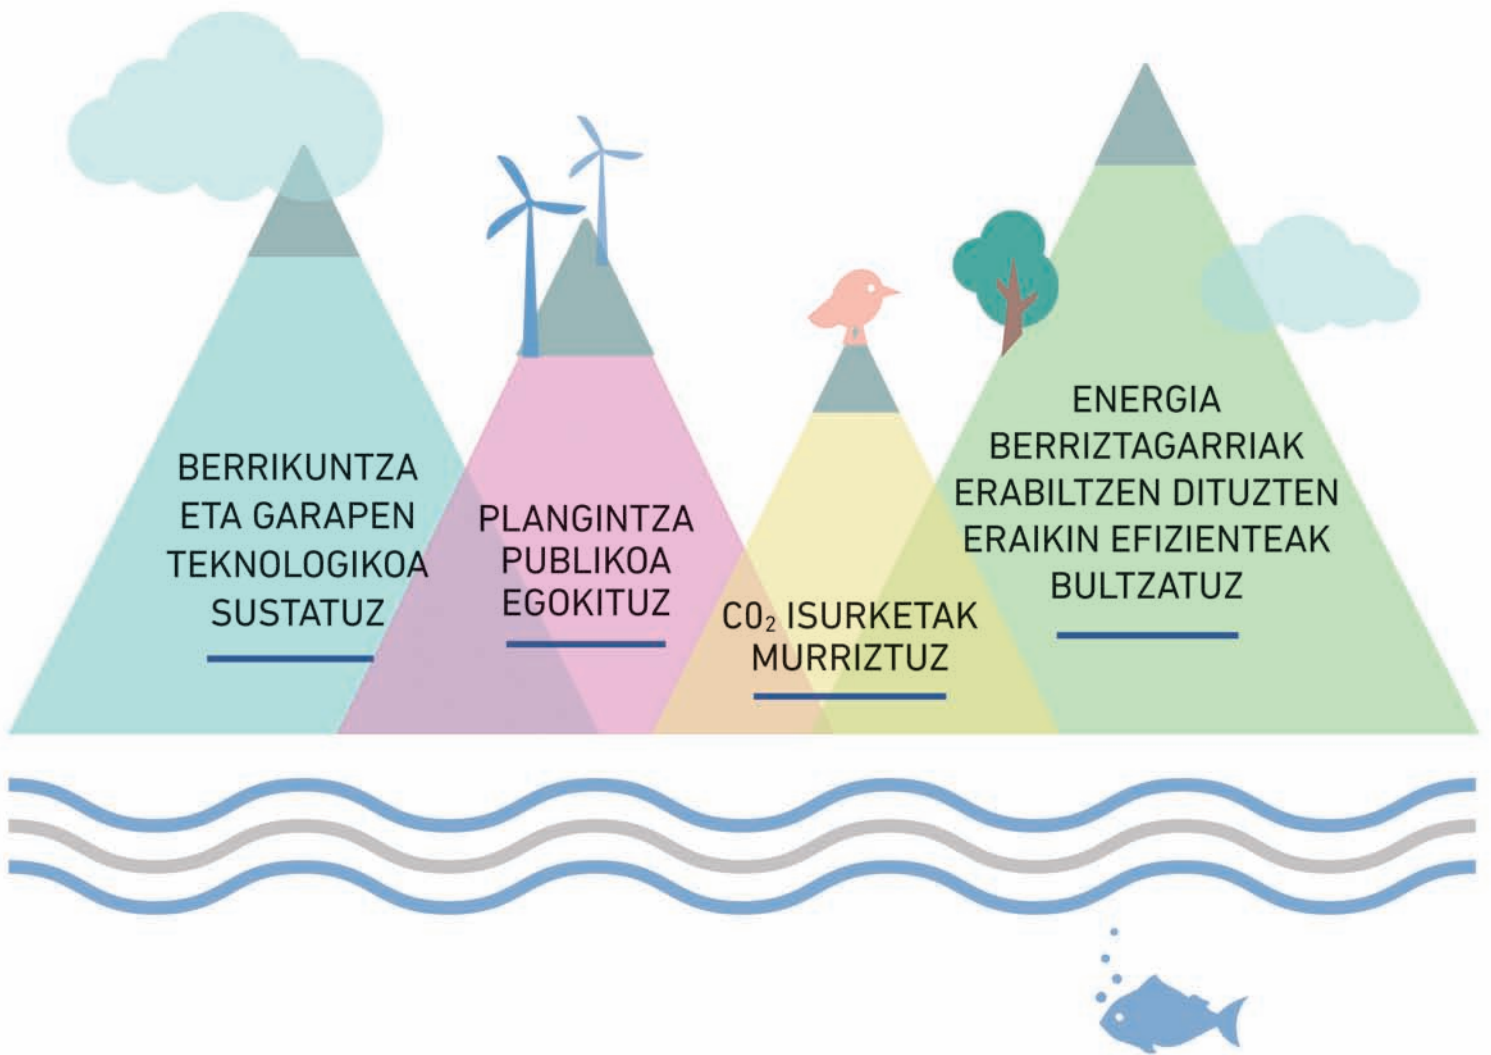 BERRIKUNTZA
ETA GARAPEN
TEKNOLOGIKOA
SUSTATUZ
PLANGINTZA
PUBLIKOA
EGOKITUZ
CO₂ ISURKETAK
MURRIZTUZ
ENERGIA
BERRIZTAGARRIAK
ERABILTZEN DITUZTEN
ERAIKIN EFIZIENTEAK
BULTZATUZ